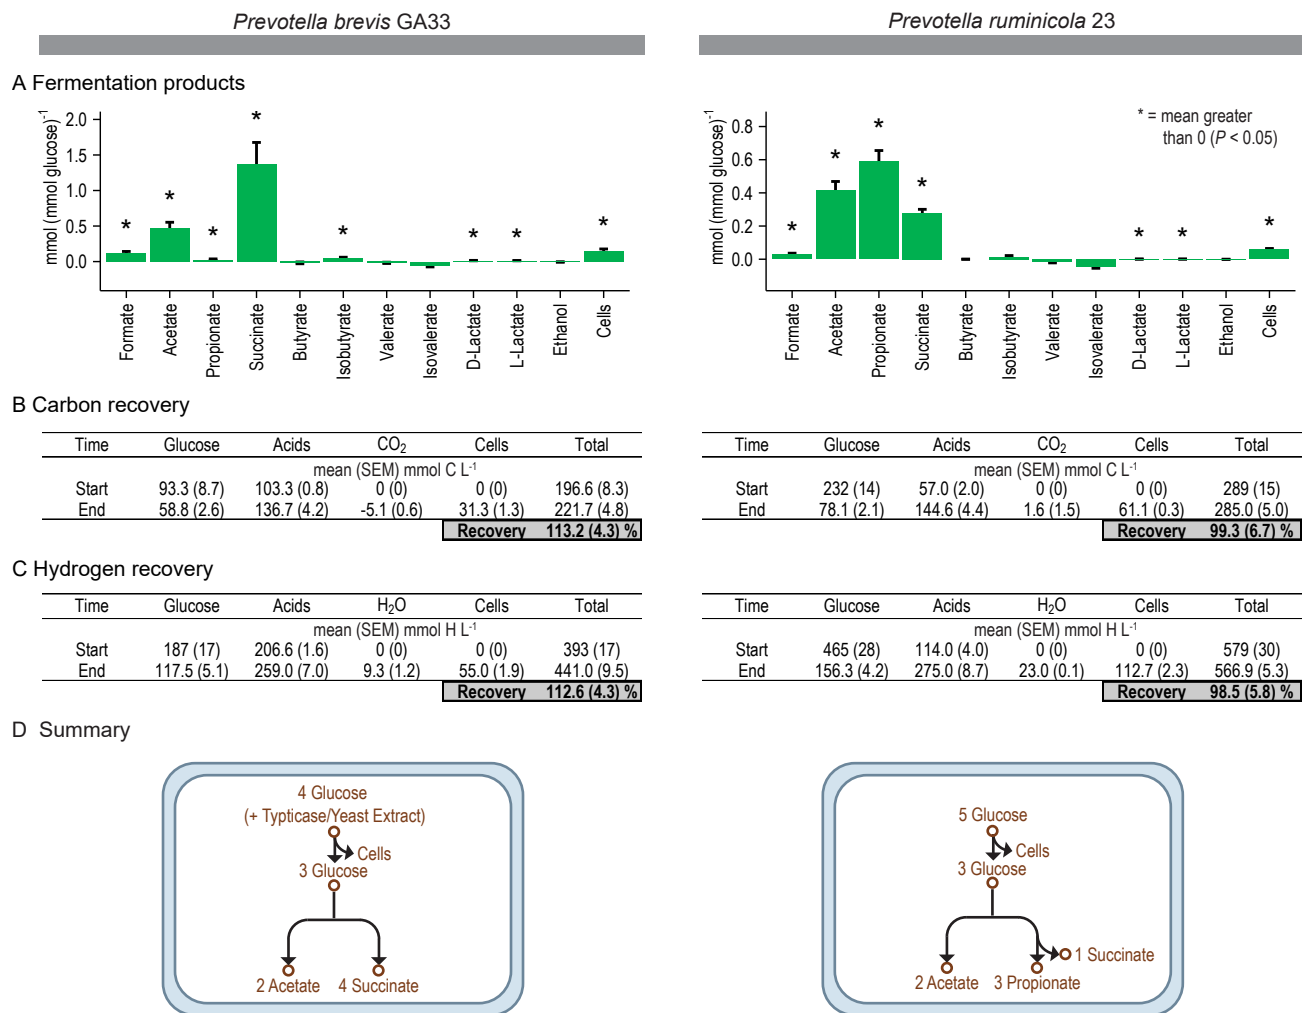 Prevotella brevis GA33
Prevotella ruminicola 23
A Fermentation products
mmol (mmol glucose)⁻¹
2.0
1.5
1.0
0.5
0.0
* * * * * * * *
Formate
Acetate
Propionate
Succinate
Butyrate
Isobutyrate
Valerate
Isovalerate
D-Lactate
L-Lactate
Ethanol
Cells
mmol (mmol glucose)⁻¹
0.8
0.6
0.4
0.2
0.0
* * * * * * *
* = mean greater
than 0 (P < 0.05)
Formate
Acetate
Propionate
Succinate
Butyrate
Isobutyrate
Valerate
Isovalerate
D-Lactate
L-Lactate
Ethanol
Cells
B Carbon recovery
Time Glucose Acids CO₂ Cells Total
mean (SEM) mmol C L⁻¹
Start 93.3 (8.7) 103.3 (0.8) 0 (0) 0 (0) 196.6 (8.3)
End 58.8 (2.6) 136.7 (4.2) -5.1 (0.6) 31.3 (1.3) 221.7 (4.8)
Recovery 113.2 (4.3) %
Time Glucose Acids CO₂ Cells Total
mean (SEM) mmol C L⁻¹
Start 232 (14) 57.0 (2.0) 0 (0) 0 (0) 289 (15)
End 78.1 (2.1) 144.6 (4.4) 1.6 (1.5) 61.1 (0.3) 285.0 (5.0)
Recovery 99.3 (6.7) %
C Hydrogen recovery
Time Glucose Acids H₂O Cells Total
mean (SEM) mmol H L⁻¹
Start 187 (17) 206.6 (1.6) 0 (0) 0 (0) 393 (17)
End 117.5 (5.1) 259.0 (7.0) 9.3 (1.2) 55.0 (1.9) 441.0 (9.5)
Recovery 112.6 (4.3) %
Time Glucose Acids H₂O Cells Total
mean (SEM) mmol H L⁻¹
Start 465 (28) 114.0 (4.0) 0 (0) 0 (0) 579 (30)
End 156.3 (4.2) 275.0 (8.7) 23.0 (0.1) 112.7 (2.3) 566.9 (5.3)
Recovery 98.5 (5.8) %
D Summary
4 Glucose
(+ Typticase/Yeast Extract)
Cells
3 Glucose
2 Acetate 4 Succinate
5 Glucose
Cells
3 Glucose
1 Succinate
2 Acetate 3 Propionate